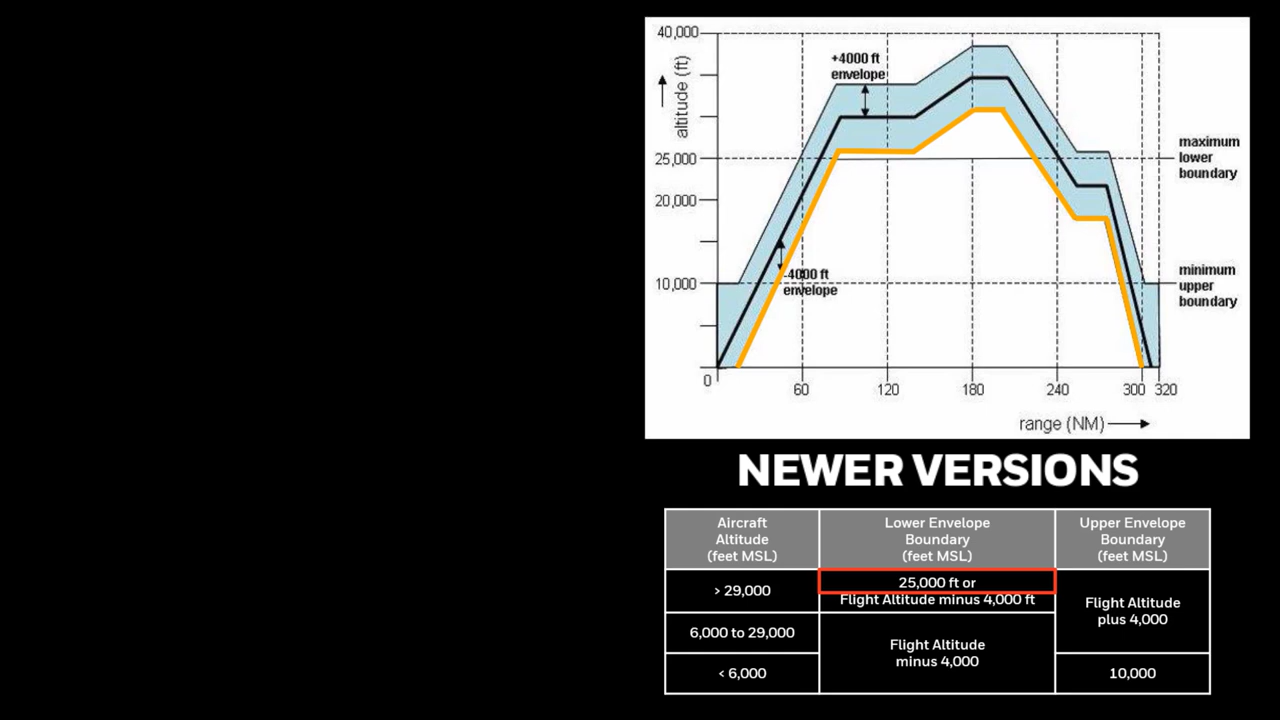 40,000
+4000 ft
envelope
altitude (ft)
maximum
lower
boundary
25,000
20,000
-4000 ft
envelope
minimum
upper
boundary
10,000
0
60
120
180
240
300
320
range (NM)
NEWER VERSIONS
Aircraft
Altitude
(feet MSL)
Lower Envelope
Boundary
(feet MSL)
Upper Envelope
Boundary
(feet MSL)
> 29,000
25,000 ft or
Flight Altitude minus 4,000 ft
Flight Altitude
plus 4,000
6,000 to 29,000
Flight Altitude
minus 4,000
< 6,000
10,000